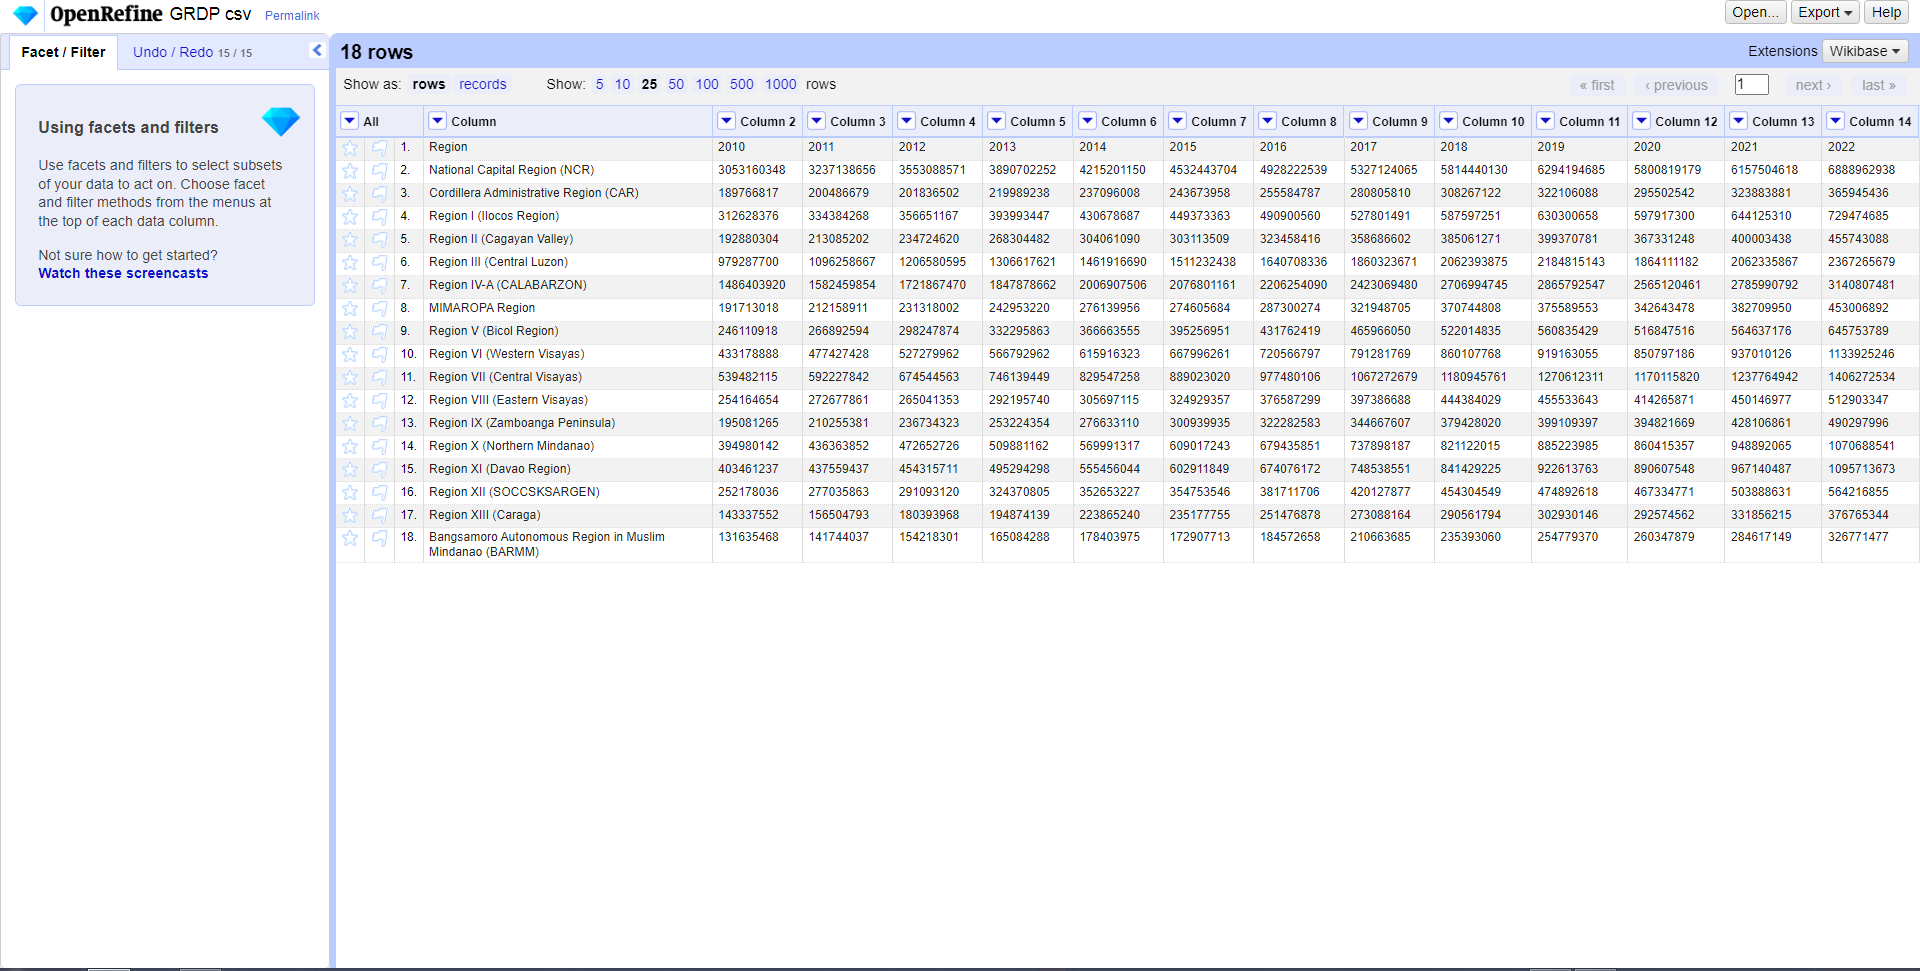 OpenRefine GRDP csv Permalink Open... Export Help
Facet / Filter Undo / Redo 15 / 15
Using facets and filters
Use facets and filters to select subsets
of your data to act on. Choose facet
and filter methods from the menus at
the top of each data column.
Not sure how to get started?
Watch these screencasts
18 rows Extensions Wikibase
Show as: rows records Show: 5 10 25 50 100 500 1000 rows « first ‹ previous 1 next › last »
All Column Column 2 Column 3 Column 4 Column 5 Column 6 Column 7 Column 8 Column 9 Column 10 Column 11 Column 12 Column 13 Column 14
1. Region 2010 2011 2012 2013 2014 2015 2016 2017 2018 2019 2020 2021 2022
2. National Capital Region (NCR) 3053160348 3237138656 3553088571 3890702252 4215201150 4532443704 4928222539 5327124065 5814440130 6294194685 5800819179 6157504618 6888962938
3. Cordillera Administrative Region (CAR) 189766817 200486679 201836502 219989238 237096008 243673958 255584787 280805810 308267122 322106088 295502542 323883881 365945436
4. Region I (Ilocos Region) 312628376 334384268 356651167 393993447 430678687 449373363 490900560 527801491 587597251 630300658 597917300 644125310 729474685
5. Region II (Cagayan Valley) 192880304 213085202 234724620 268304482 304061090 303113509 323458416 358686602 385061271 399370781 367331248 400003438 455743088
6. Region III (Central Luzon) 979287700 1096258667 1206580595 1306617621 1461916690 1511232438 1640708336 1860323671 2062393875 2184815143 1864111182 2062335867 2367265679
7. Region IV-A (CALABARZON) 1486403920 1582459854 1721867470 1847878662 2006907506 2076801161 2206254090 2423069480 2706994745 2865792547 2565120461 2785990792 3140807481
8. MIMAROPA Region 191713018 212158911 231318002 242953220 276139956 274605684 287300274 321948705 370744808 375589553 342643478 382709950 453006892
9. Region V (Bicol Region) 246110918 266892594 298247874 332295863 366663555 395256951 431762419 465966050 522014835 560835429 516847516 564637176 645753789
10. Region VI (Western Visayas) 433178888 477427428 527279962 566792962 615916323 667996261 720566797 791281769 860107768 919163055 850797186 937010126 1133925246
11. Region VII (Central Visayas) 539482115 592227842 674544563 746139449 829547258 889023020 977480106 1067272679 1180945761 1270612311 1170115820 1237764942 1406272534
12. Region VIII (Eastern Visayas) 254164654 272677861 265041353 292195740 305697115 324929357 376587299 397386688 444384029 455533643 414265871 450146977 512903347
13. Region IX (Zamboanga Peninsula) 195081265 210255381 236734323 253224354 276633110 300939935 322282583 344667607 379428020 399109397 394821669 428106861 490297996
14. Region X (Northern Mindanao) 394980142 436363852 472652726 509881162 569991317 609017243 679435851 737898187 821122015 885223985 860415357 948892065 1070688541
15. Region XI (Davao Region) 403461237 437559437 454315711 495294298 555456044 602911849 674076172 748538551 841429225 922613763 890607548 967140487 1095713673
16. Region XII (SOCCSKSARGEN) 252178036 277035863 291093120 324370805 352653227 354753546 381711706 420127877 454304549 474892618 467334771 503888631 564216855
17. Region XIII (Caraga) 143337552 156504793 180393968 194874139 223865240 235177755 251476878 273088164 290561794 302930146 292574562 331856215 376765344
18. Bangsamoro Autonomous Region in Muslim 131635468 141744037 154218301 165084288 178403975 172907713 184572658 210663685 235393060 254779370 260347879 284617149 326771477
Mindanao (BARMM)